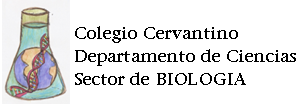 Colegio Cervantino
Departamento de Ciencias
Sector de BIOLOGIA